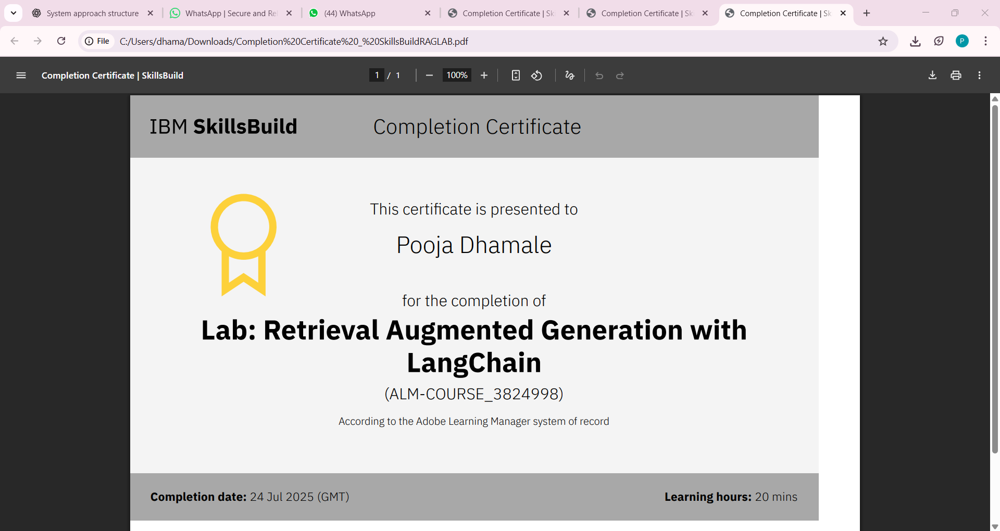 System approach structure
WhatsApp | Secure and Re
(44) WhatsApp
Completion Certificate | Sk
Completion Certificate | Sk
Completion Certificate | Sk
File
C:/Users/dhama/Downloads/Completion%20Certificate%20_%20SkillsBuildRAGLAB.pdf
P
Completion Certificate | SkillsBuild
1 / 1
100%
IBM SkillsBuild
Completion Certificate
This certificate is presented to
Pooja Dhamale
for the completion of
Lab: Retrieval Augmented Generation with
LangChain
(ALM-COURSE_3824998)
According to the Adobe Learning Manager system of record
Completion date: 24 Jul 2025 (GMT)
Learning hours: 20 mins